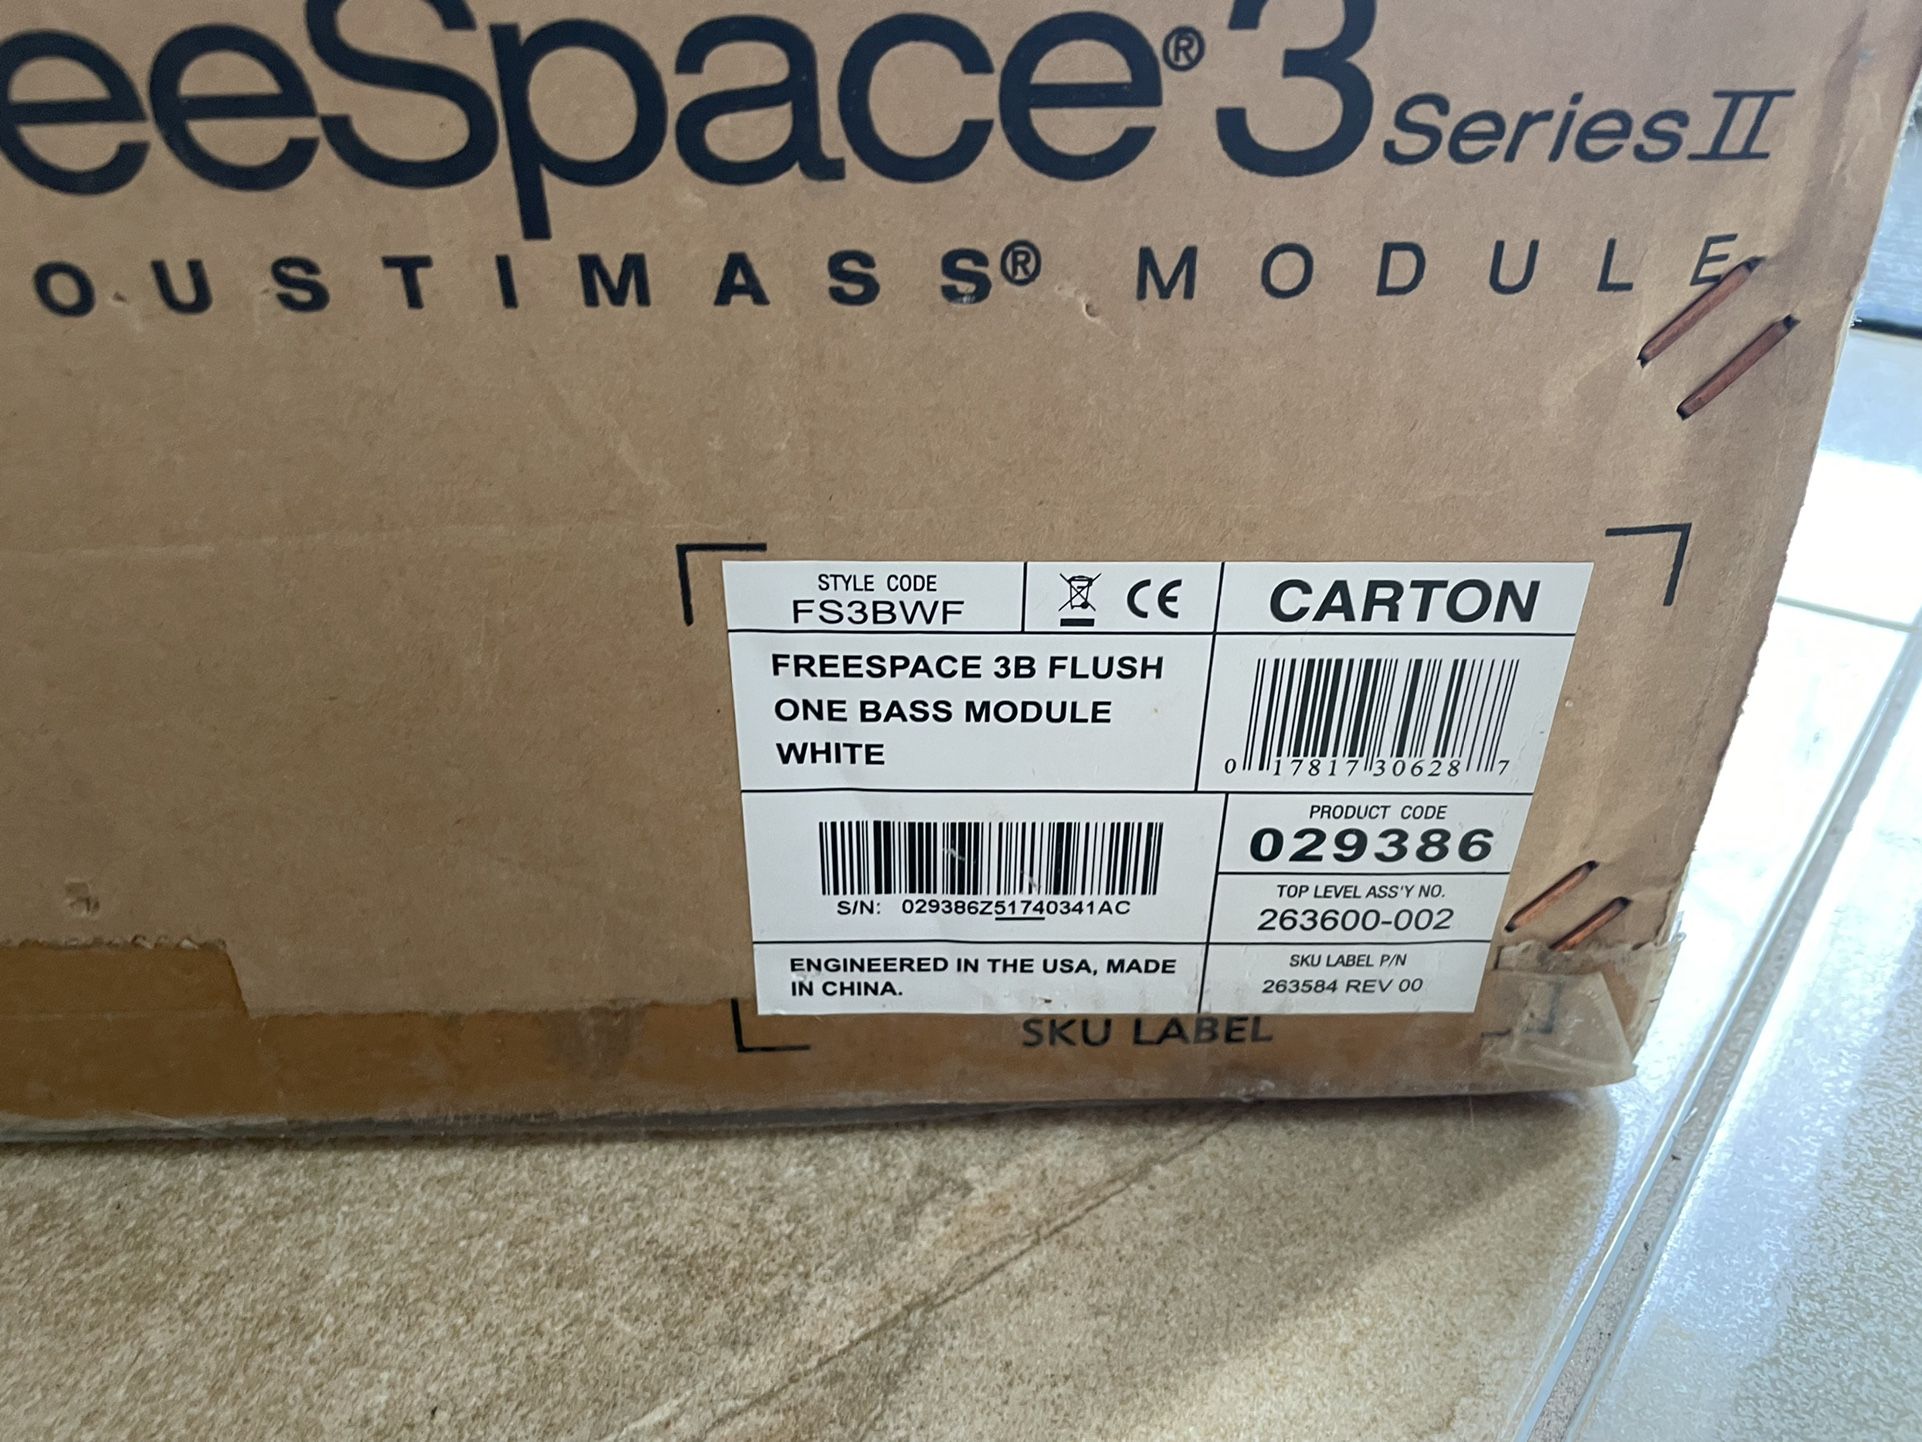 eeSpace® 3 Series II
OUSTIMASS® MODULE
STYLE CODE
FS3BWF
CE
CARTON
FREESPACE 3B FLUSH
ONE BASS MODULE
WHITE
0 17817 30628 7
PRODUCT CODE
029386
S/N: 029386Z51740341AC
TOP LEVEL ASS'Y NO.
263600-002
ENGINEERED IN THE USA, MADE
IN CHINA.
SKU LABEL P/N
263584 REV 00
SKU LABEL